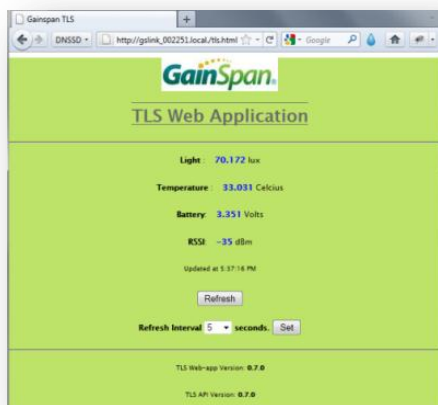 Gainspan TLS
DNSSD
http://gslink_002251.local./tls.html
Google
GainSpan.
TLS Web Application
Light : 70.172 lux
Temperature : 33.031 Celcius
Battery: 3.351 Volts
RSSI: -35 dBm
Updated at 5:37:16 PM
Refresh
Refresh Interval 5 seconds. Set
TLS Web-app Version: 0.7.0
TLS API Version: 0.7.0